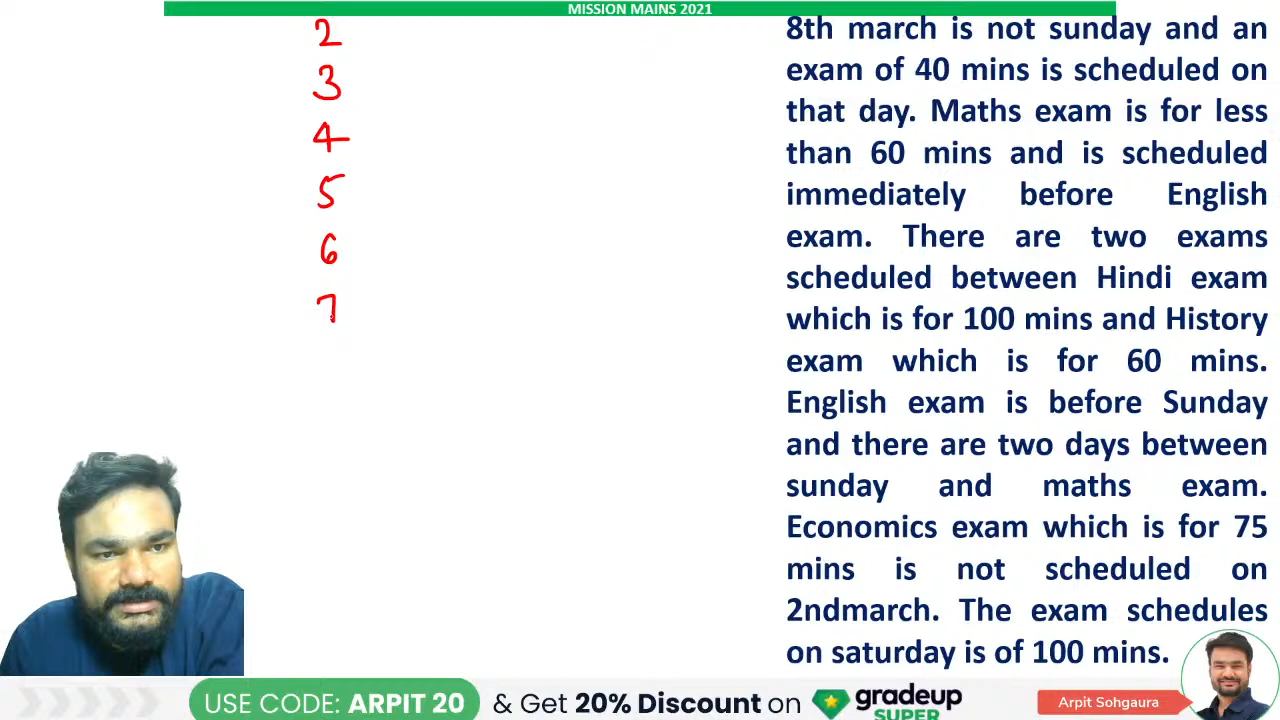 MISSION MAINS 2021
2
3
4
5
6
7
8th march is not sunday and an
exam of 40 mins is scheduled on
that day. Maths exam is for less
than 60 mins and is scheduled
immediately before English
exam. There are two exams
scheduled between Hindi exam
which is for 100 mins and History
exam which is for 60 mins.
English exam is before Sunday
and there are two days between
sunday and maths exam.
Economics exam which is for 75
mins is not scheduled on
2ndmarch. The exam schedules
on saturday is of 100 mins.
USE CODE: ARPIT 20 & Get 20% Discount on gradeup
SUPER
Arpit Sohgaura